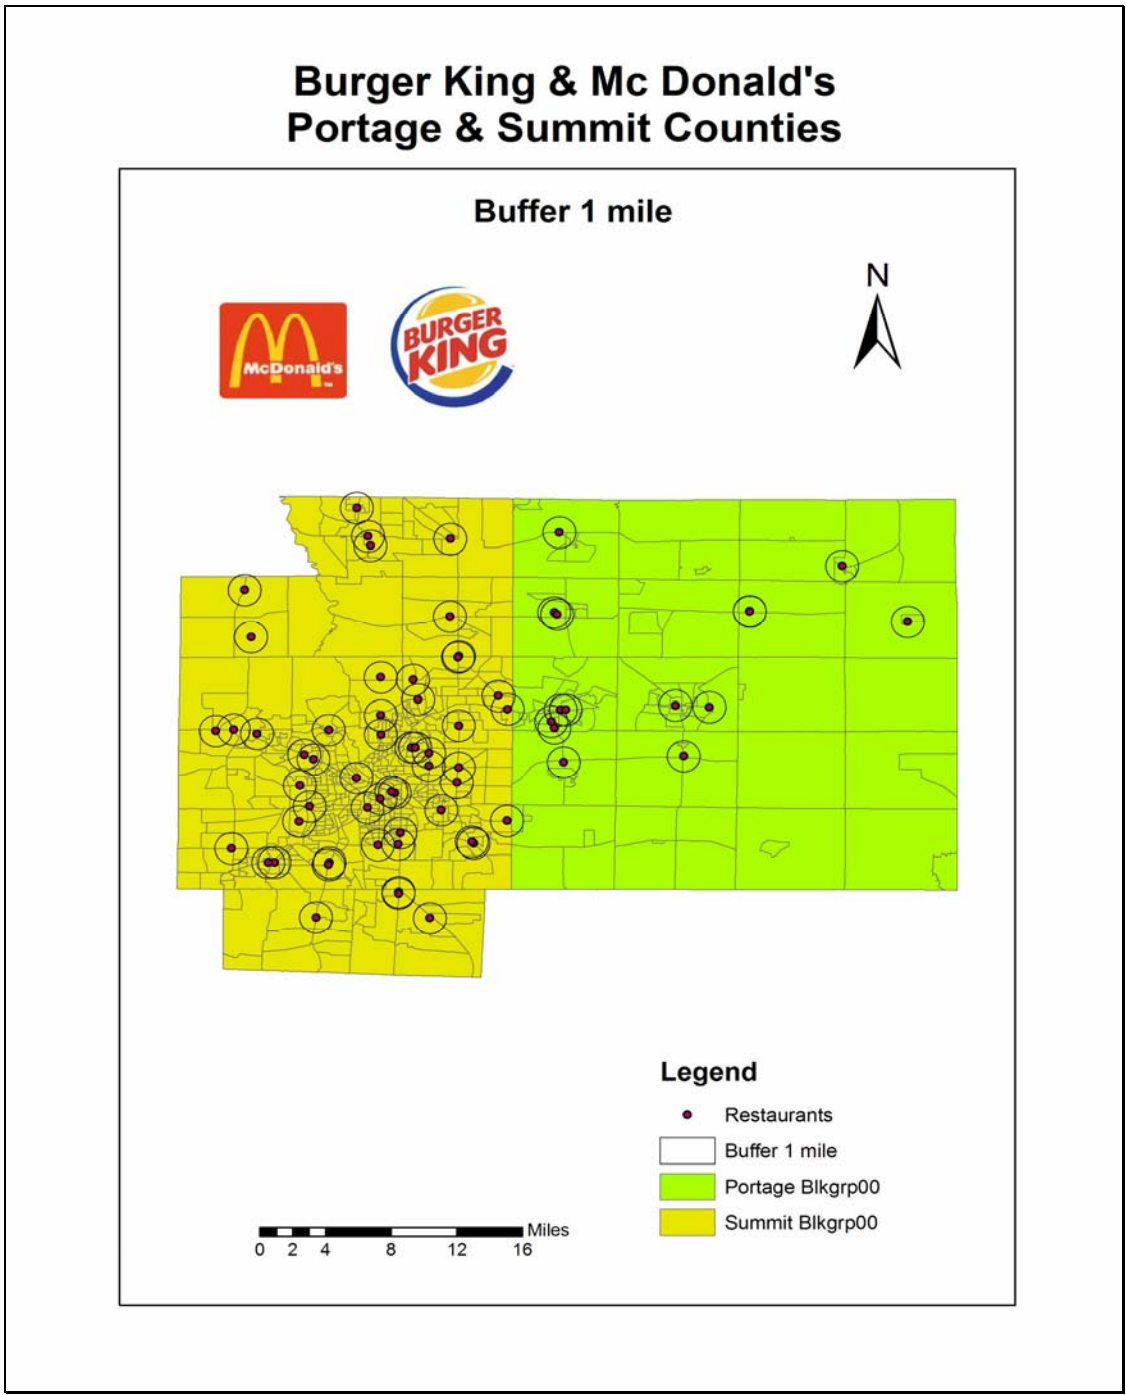 Burger King & Mc Donald's
Portage & Summit Counties
Buffer 1 mile
N
McDonald's
TM
BURGER
KING
Legend
Restaurants
Buffer 1 mile
Portage Blkgrp00
Summit Blkgrp00
Miles
0 2 4 8 12 16